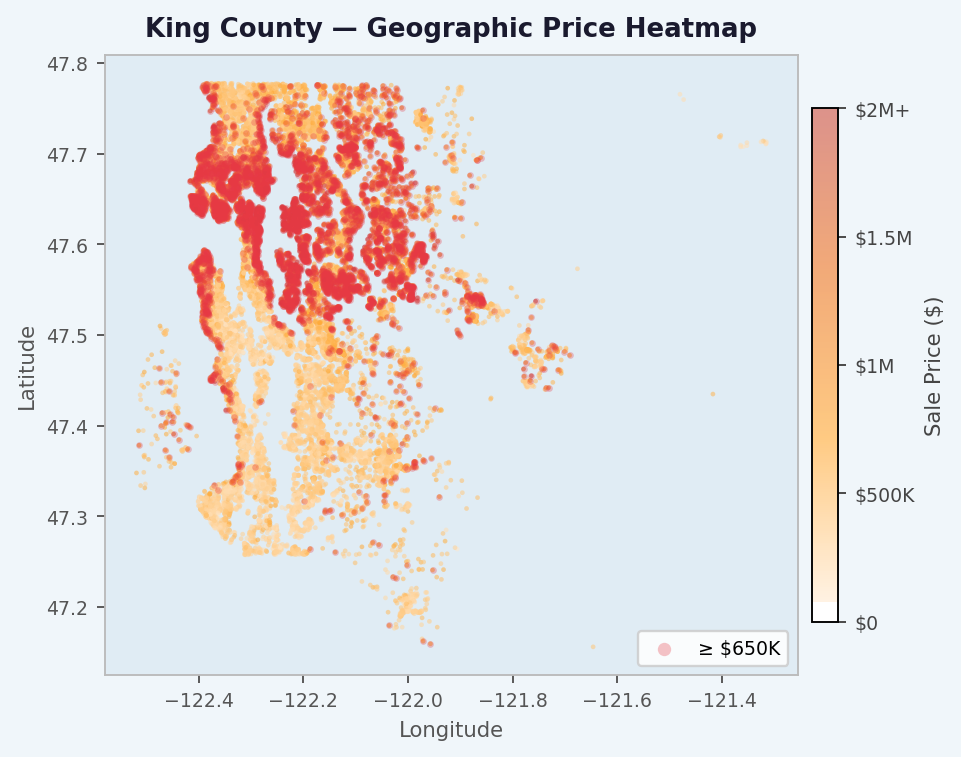 King County — Geographic Price Heatmap
47.8
47.7
47.6
47.5
47.4
47.3
47.2
Latitude
−122.4
−122.2
−122.0
−121.8
−121.6
−121.4
Longitude
≥ $650K
$2M+
$1.5M
$1M
$500K
$0
Sale Price ($)